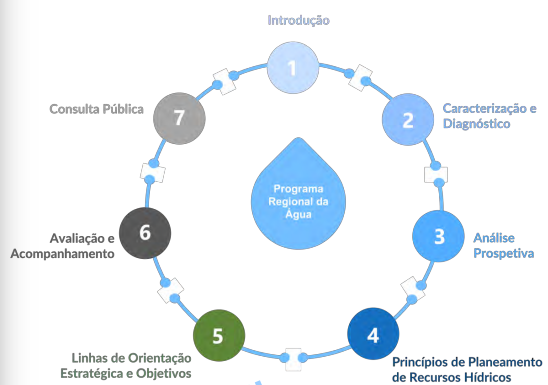 Introdução
1
2
Caracterização e
Diagnóstico
3
Análise
Prospetiva
4
Princípios de Planeamento
de Recursos Hídricos
5
Linhas de Orientação
Estratégica e Objetivos
6
Avaliação e
Acompanhamento
7
Consulta Pública
Programa
Regional da
Água